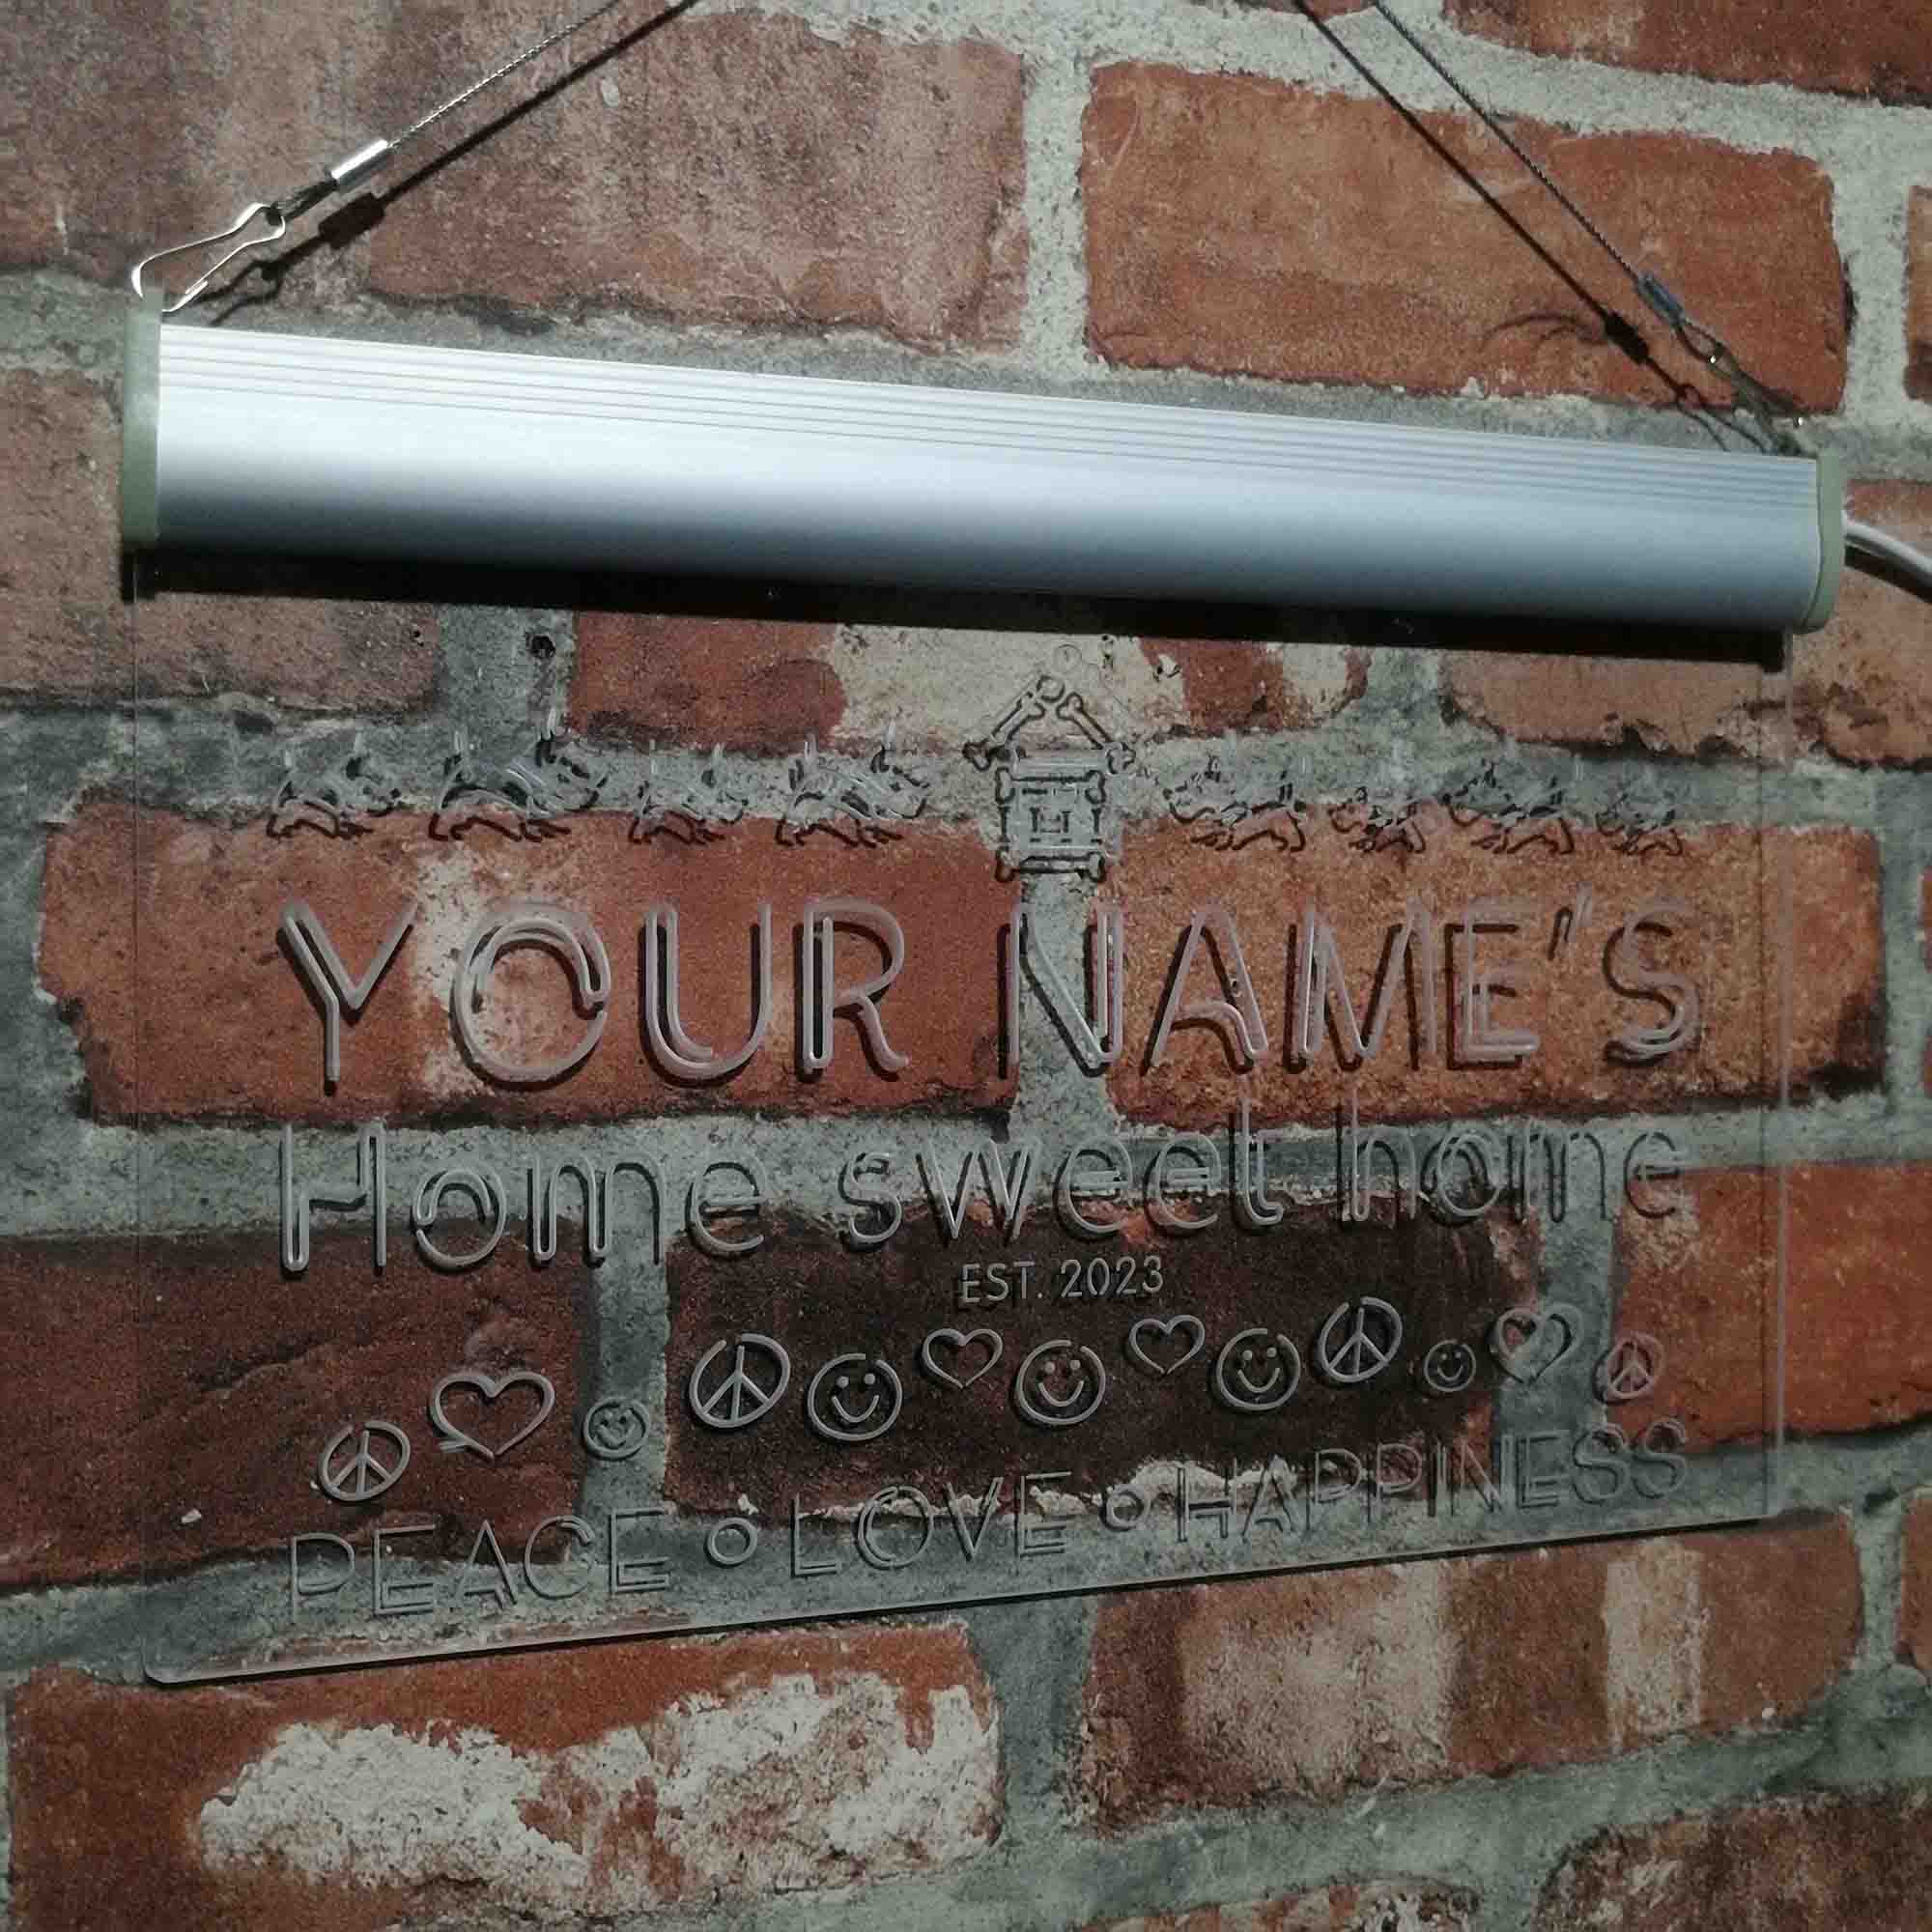 YOUR NAME'S
Home sweet home
EST. 2023
PEACE o LOVE o HAPPINESS